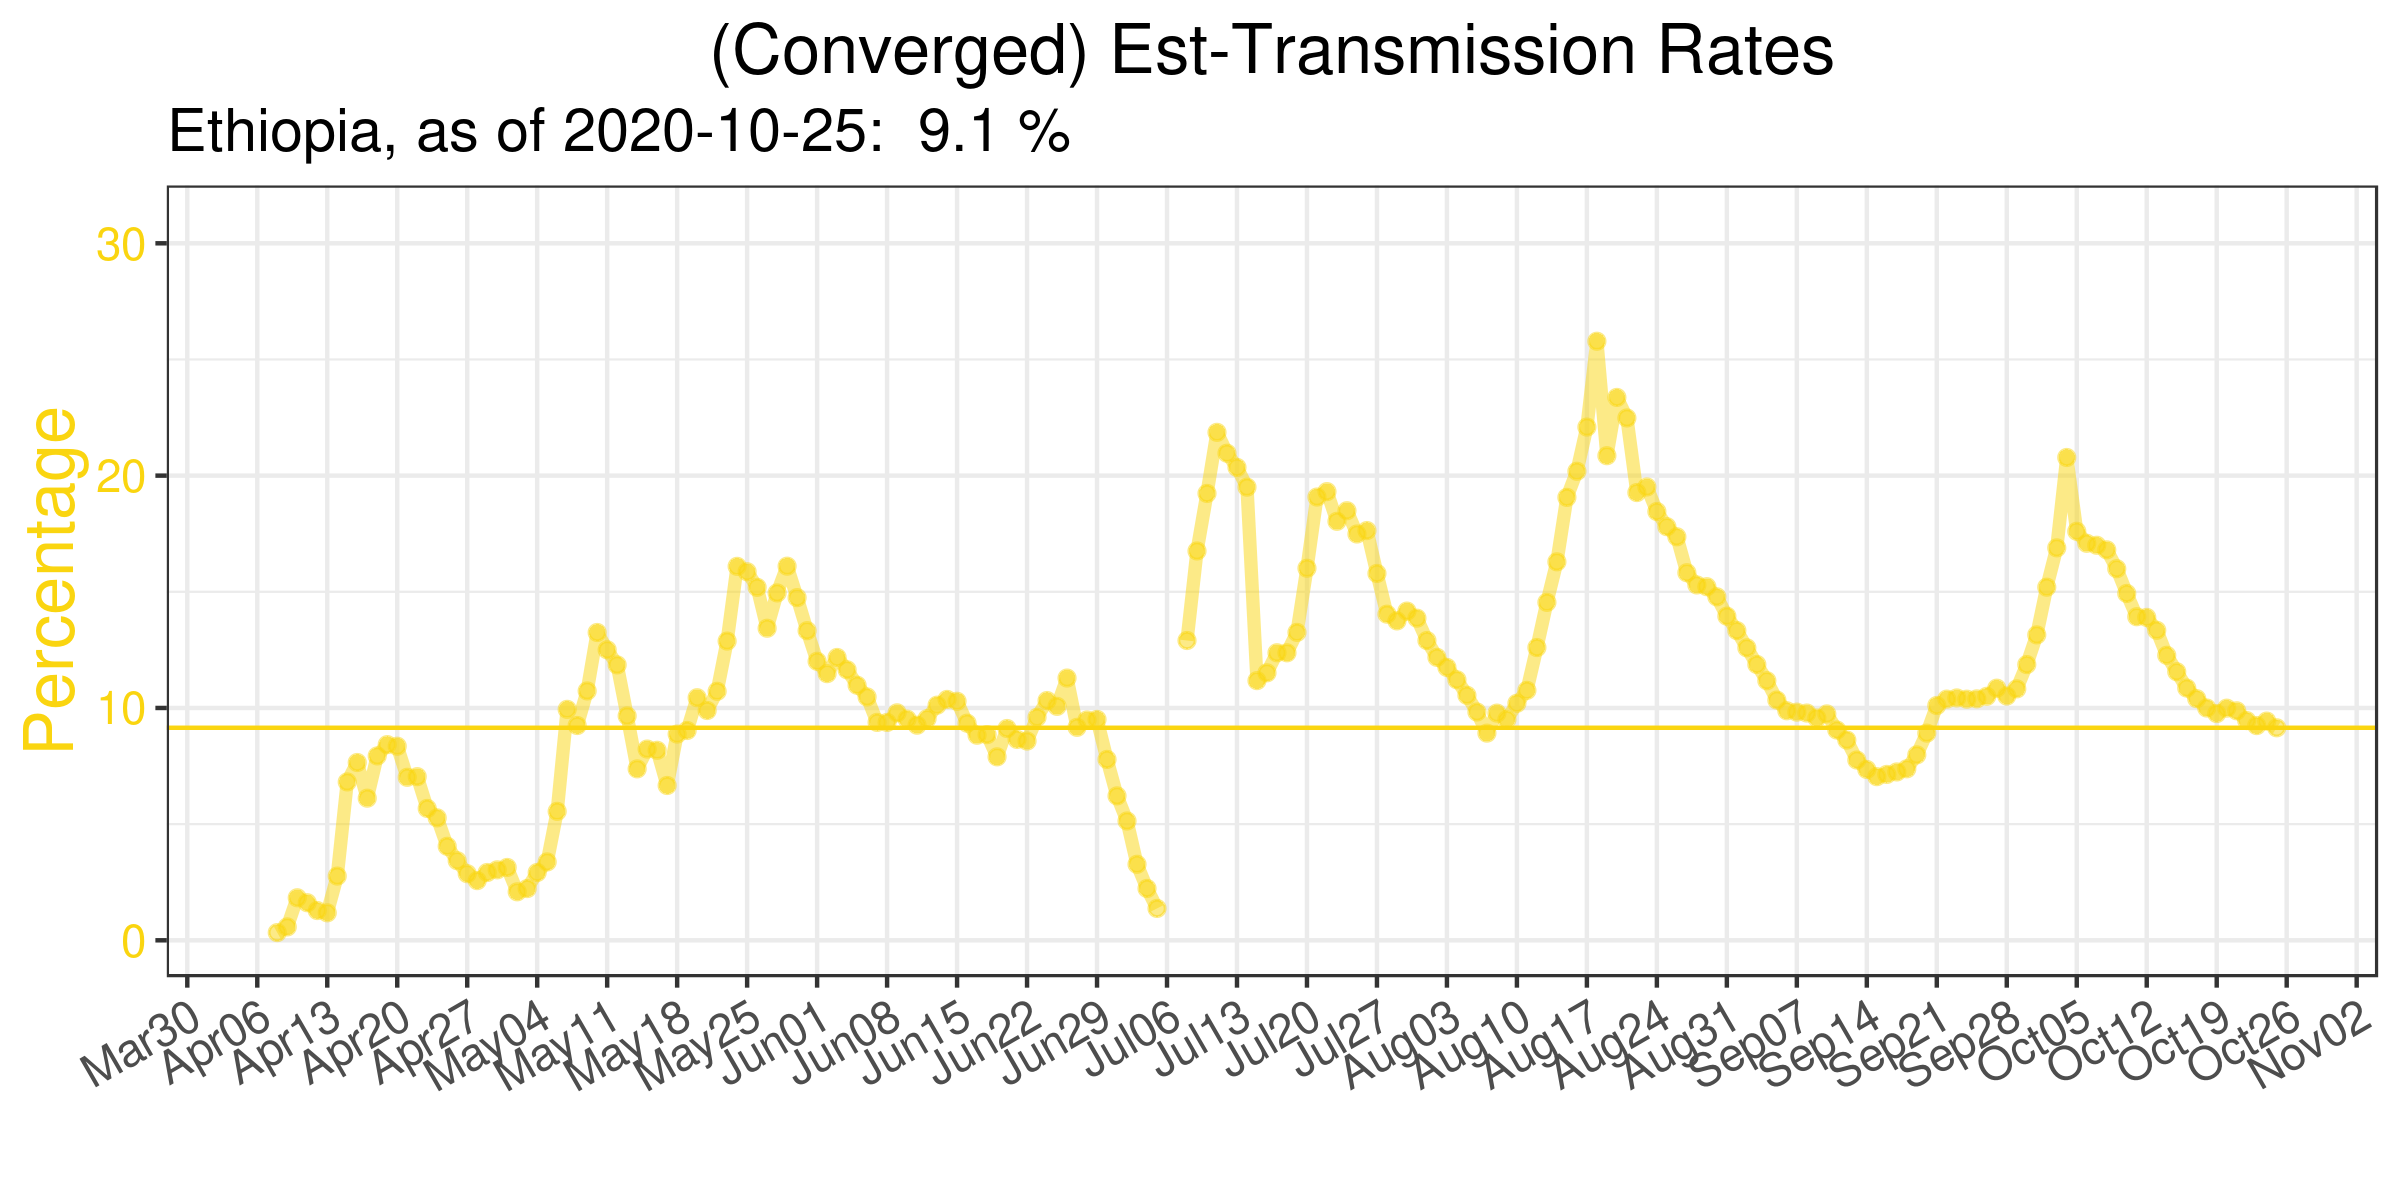 (Converged) Est-Transmission Rates
Ethiopia, as of 2020-10-25:  9.1 %
Percentage
30
20
10
0
Mar30
Apr06
Apr13
Apr20
Apr27
May04
May11
May18
May25
Jun01
Jun08
Jun15
Jun22
Jun29
Jul06
Jul13
Jul20
Jul27
Aug03
Aug10
Aug17
Aug24
Aug31
Sep07
Sep14
Sep21
Sep28
Oct05
Oct12
Oct19
Oct26
Nov02